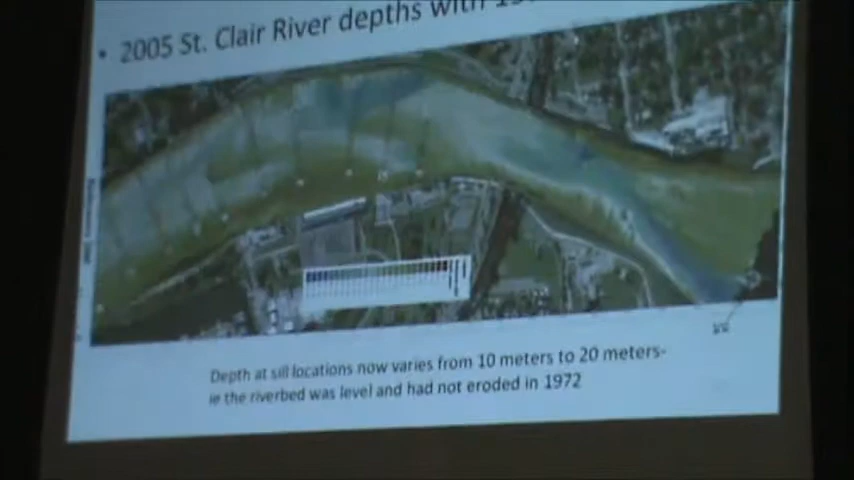 • 2005 St. Clair River depths with
Depth at sill locations now varies from 10 meters to 20 meters-
ie the riverbed was level and had not eroded in 1972